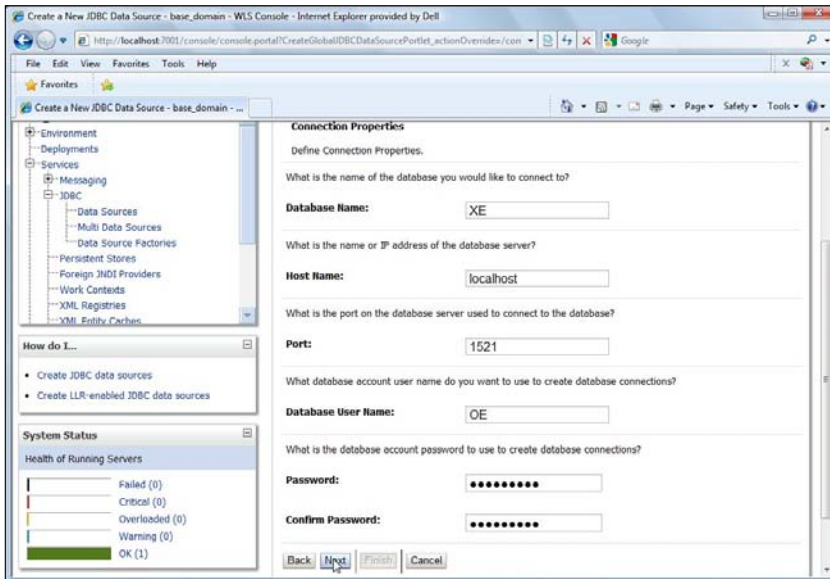 Create a New JDBC Data Source - base_domain - WLS Console - Internet Explorer provided by Dell
http://localhost:7001/console/console.portal?CreateGlobalJDBCDataSourcePortlet_actionOverride=/con
Google
File Edit View Favorites Tools Help
Favorites
Create a New JDBC Data Source - base_domain - ...
Page Safety Tools
Environment
Deployments
Services
Messaging
JDBC
Data Sources
Multi Data Sources
Data Source Factories
Persistent Stores
Foreign JNDI Providers
Work Contexts
XML Registries
XML Entity Caches
How do I...
Create JDBC data sources
Create LLR-enabled JDBC data sources
System Status
Health of Running Servers
Failed (0)
Critical (0)
Overloaded (0)
Warning (0)
OK (1)
Connection Properties
Define Connection Properties.
What is the name of the database you would like to connect to?
Database Name: XE
What is the name or IP address of the database server?
Host Name: localhost
What is the port on the database server used to connect to the database?
Port: 1521
What database account user name do you want to use to create database connections?
Database User Name: OE
What is the database account password to use to create database connections?
Password: •••••••••
Confirm Password: •••••••••
Back Next Finish Cancel